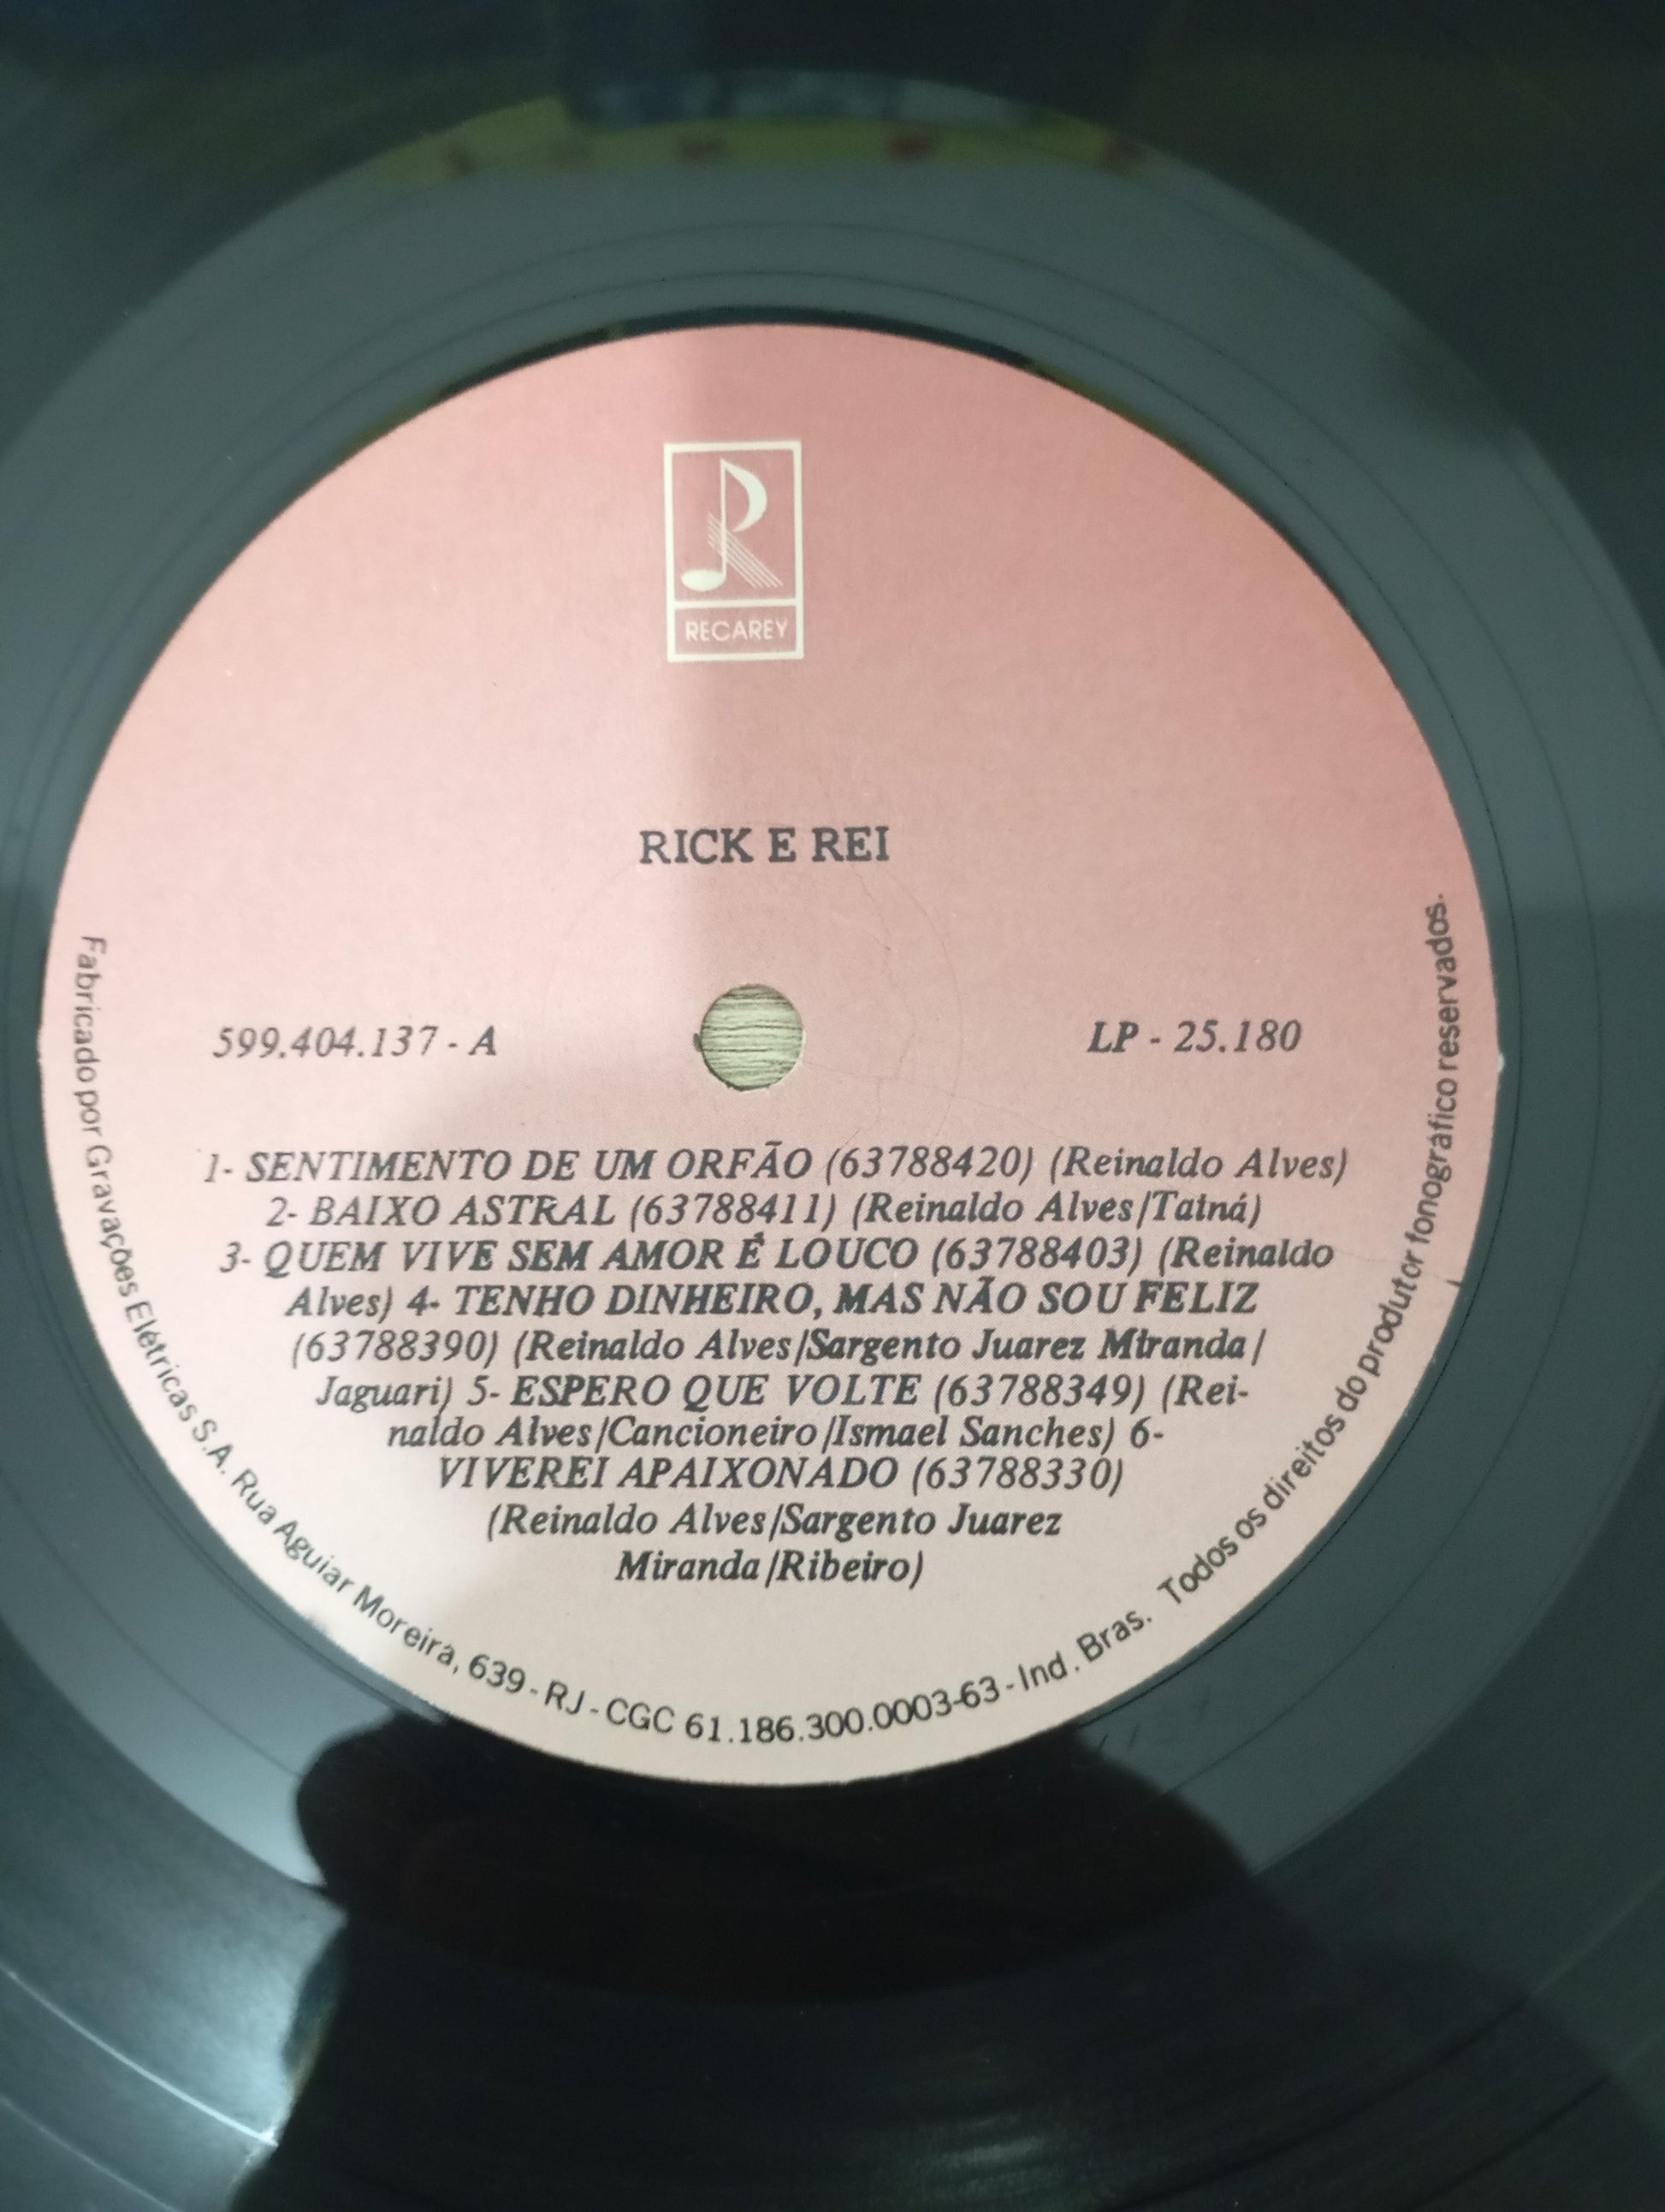 RECAREY
RICK E REI
599.404.137 - A
LP - 25.180
1- SENTIMENTO DE UM ORFÃO (63788420) (Reinaldo Alves)
2- BAIXO ASTRAL (63788411) (Reinaldo Alves/Tainá)
3- QUEM VIVE SEM AMOR É LOUCO (63788403) (Reinaldo
Alves) 4- TENHO DINHEIRO, MAS NÃO SOU FELIZ
(63788390) (Reinaldo Alves/Sargento Juarez Miranda/
Jaguari) 5- ESPERO QUE VOLTE (63788349) (Rei-
naldo Alves/Cancioneiro/Ismael Sanches) 6-
VIVEREI APAIXONADO (63788330)
(Reinaldo Alves/Sargento Juarez
Miranda/Ribeiro)
Fabricado por Gravações Elétricas S.A. Rua Aguiar Moreira, 639 - RJ - CGC 61.186.300.0003-63 - Ind. Bras. Todos os direitos do produtor fonográfico reservados.